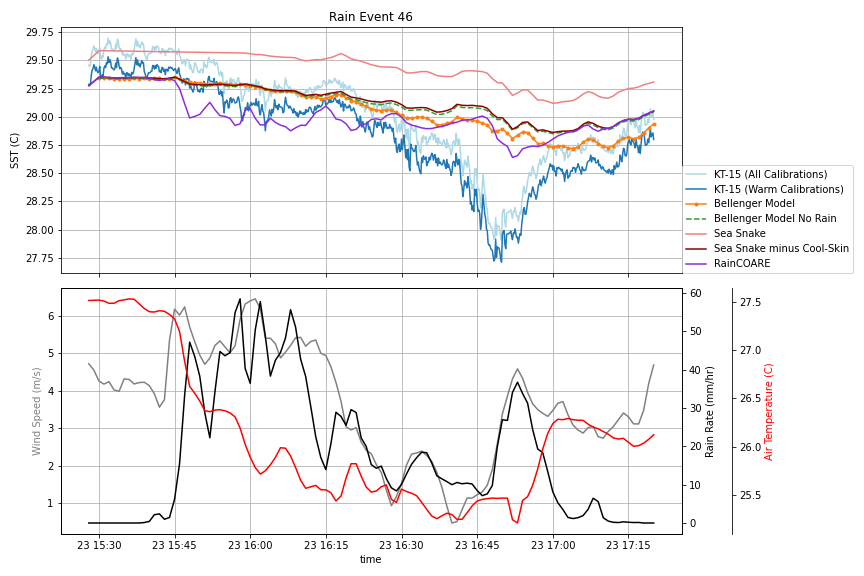 Rain Event 46
29.75
29.50
29.25
29.00
28.75
28.50
28.25
28.00
27.75
SST (C)
KT-15 (All Calibrations)
KT-15 (Warm Calibrations)
Bellenger Model
Bellenger Model No Rain
Sea Snake
Sea Snake minus Cool-Skin
RainCOARE
6
5
4
3
2
1
Wind Speed (m/s)
60
50
40
30
20
10
0
Rain Rate (mm/hr)
27.5
27.0
26.5
26.0
25.5
Air Temperature (C)
23 15:30 23 15:45 23 16:00 23 16:15 23 16:30 23 16:45 23 17:00 23 17:15
time